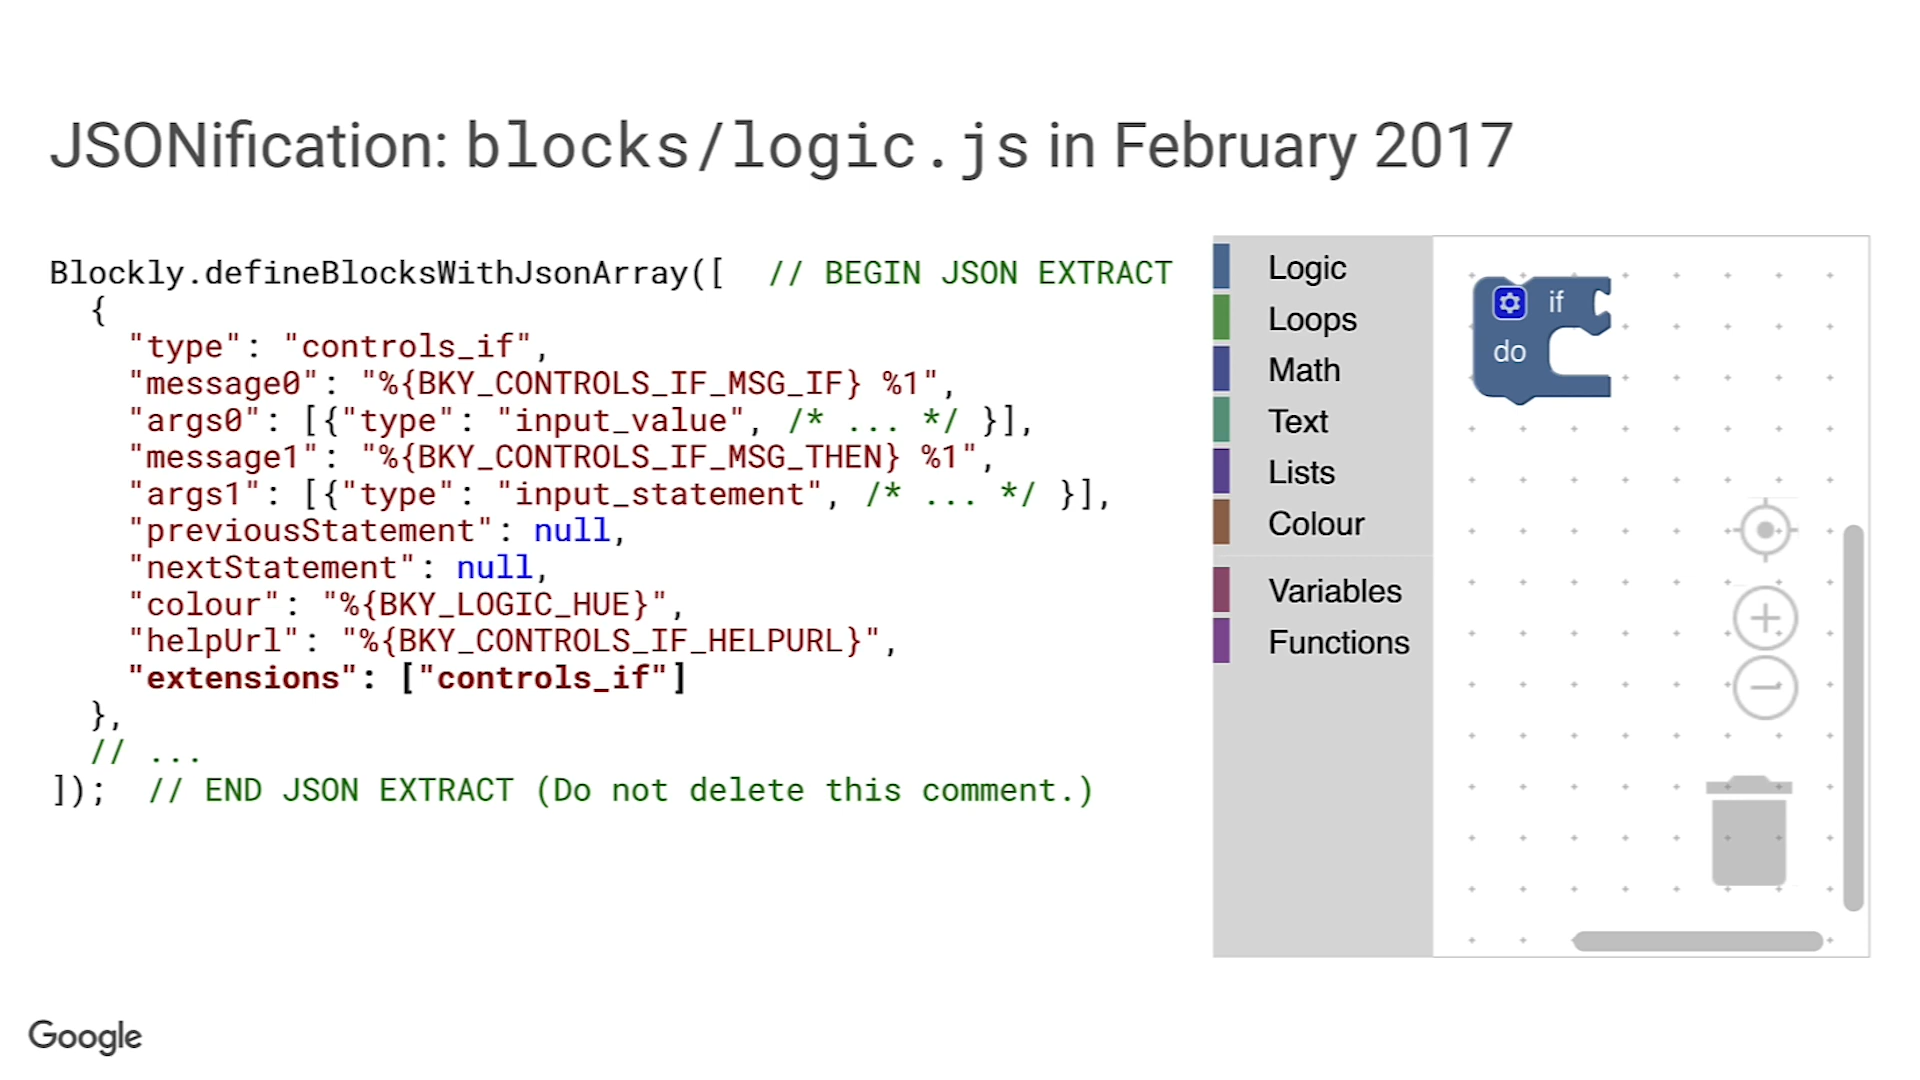 JSONification: blocks/logic.js in February 2017
Blockly.defineBlocksWithJsonArray([  // BEGIN JSON EXTRACT
  {
    "type": "controls_if",
    "message0": "%{BKY_CONTROLS_IF_MSG_IF} %1",
    "args0": [{"type": "input_value", /* ... */ }],
    "message1": "%{BKY_CONTROLS_IF_MSG_THEN} %1",
    "args1": [{"type": "input_statement", /* ... */ }],
    "previousStatement": null,
    "nextStatement": null,
    "colour": "%{BKY_LOGIC_HUE}",
    "helpUrl": "%{BKY_CONTROLS_IF_HELPURL}",
    "extensions": ["controls_if"]
  },
  // ...
]);  // END JSON EXTRACT (Do not delete this comment.)
Logic
Loops
Math
Text
Lists
Colour
Variables
Functions
if
do
Google